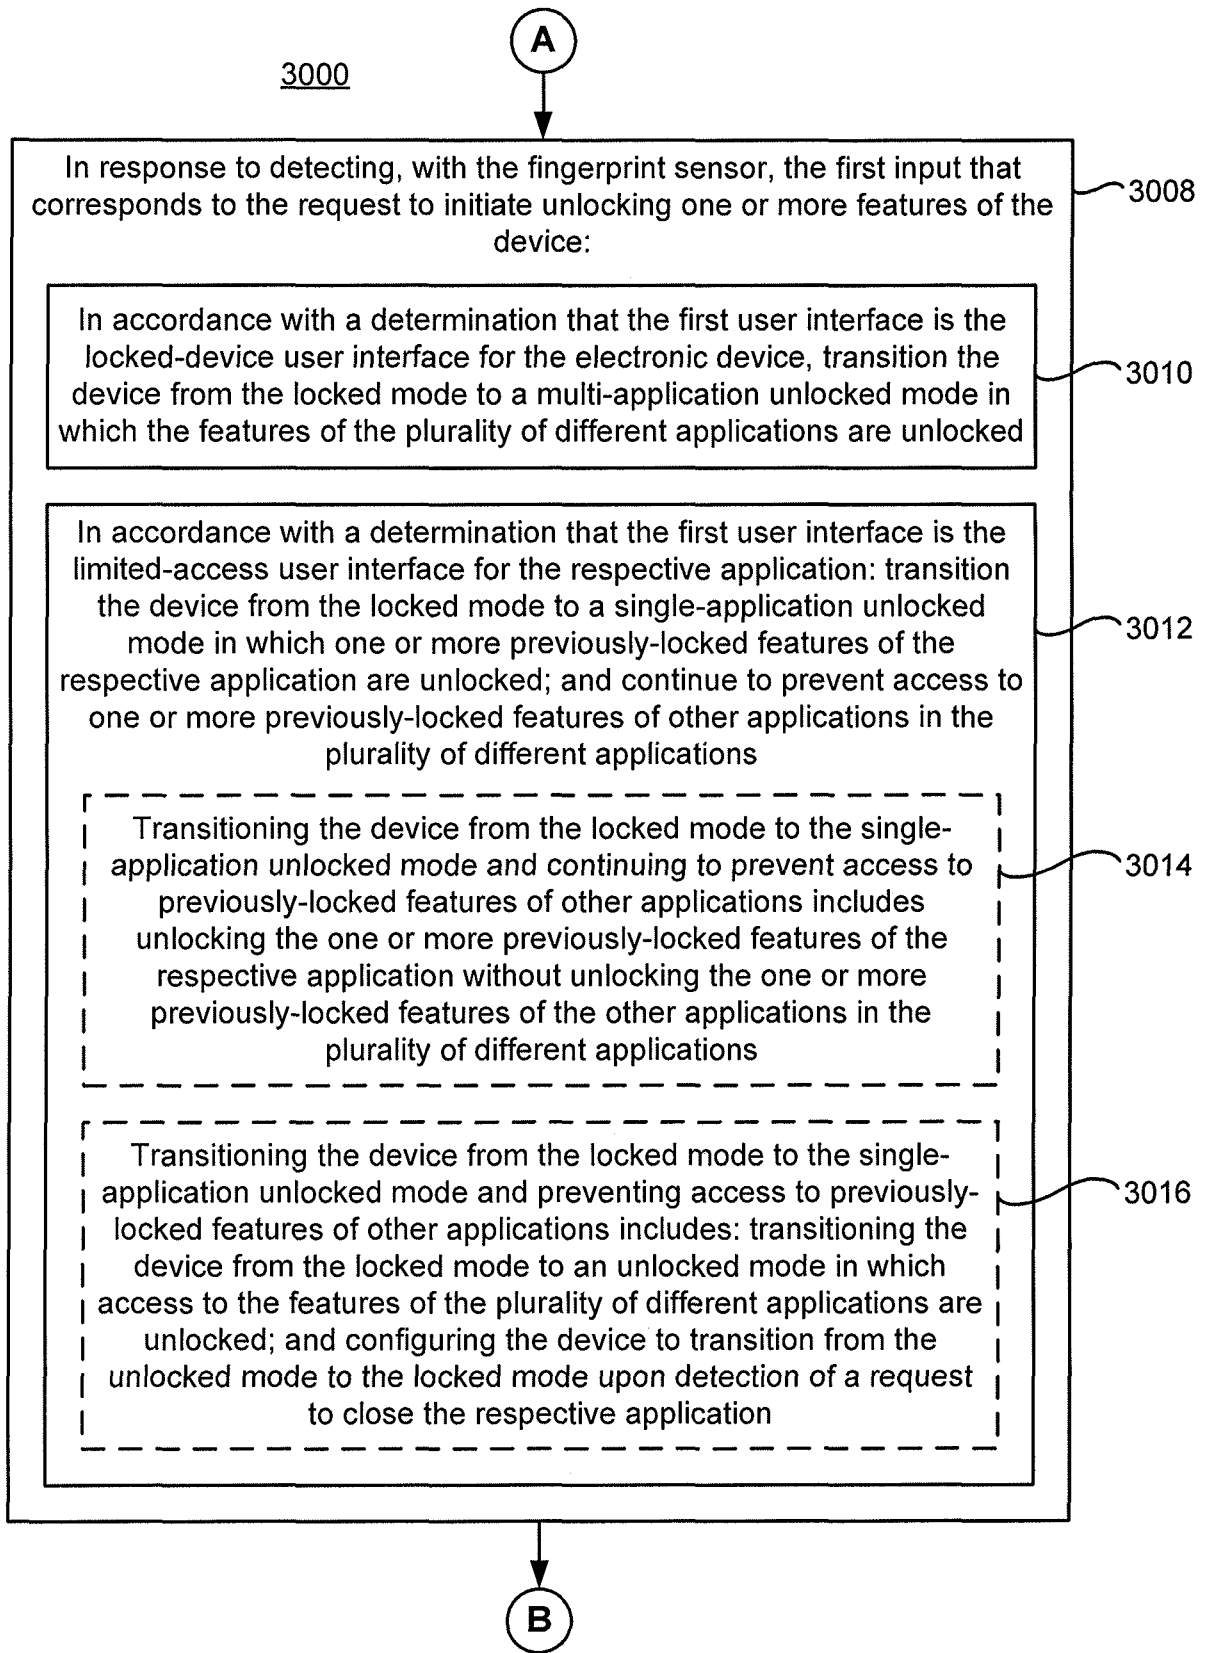 A
3000
In response to detecting, with the fingerprint sensor, the first input that
corresponds to the request to initiate unlocking one or more features of the
device:
3008
In accordance with a determination that the first user interface is the
locked-device user interface for the electronic device, transition the
device from the locked mode to a multi-application unlocked mode in
which the features of the plurality of different applications are unlocked
3010
In accordance with a determination that the first user interface is the
limited-access user interface for the respective application: transition
the device from the locked mode to a single-application unlocked
mode in which one or more previously-locked features of the
respective application are unlocked; and continue to prevent access to
one or more previously-locked features of other applications in the
plurality of different applications
3012
Transitioning the device from the locked mode to the single-
application unlocked mode and continuing to prevent access to
previously-locked features of other applications includes
unlocking the one or more previously-locked features of the
respective application without unlocking the one or more
previously-locked features of the other applications in the
plurality of different applications
3014
Transitioning the device from the locked mode to the single-
application unlocked mode and preventing access to previously-
locked features of other applications includes: transitioning the
device from the locked mode to an unlocked mode in which
access to the features of the plurality of different applications are
unlocked; and configuring the device to transition from the
unlocked mode to the locked mode upon detection of a request
to close the respective application
3016
B